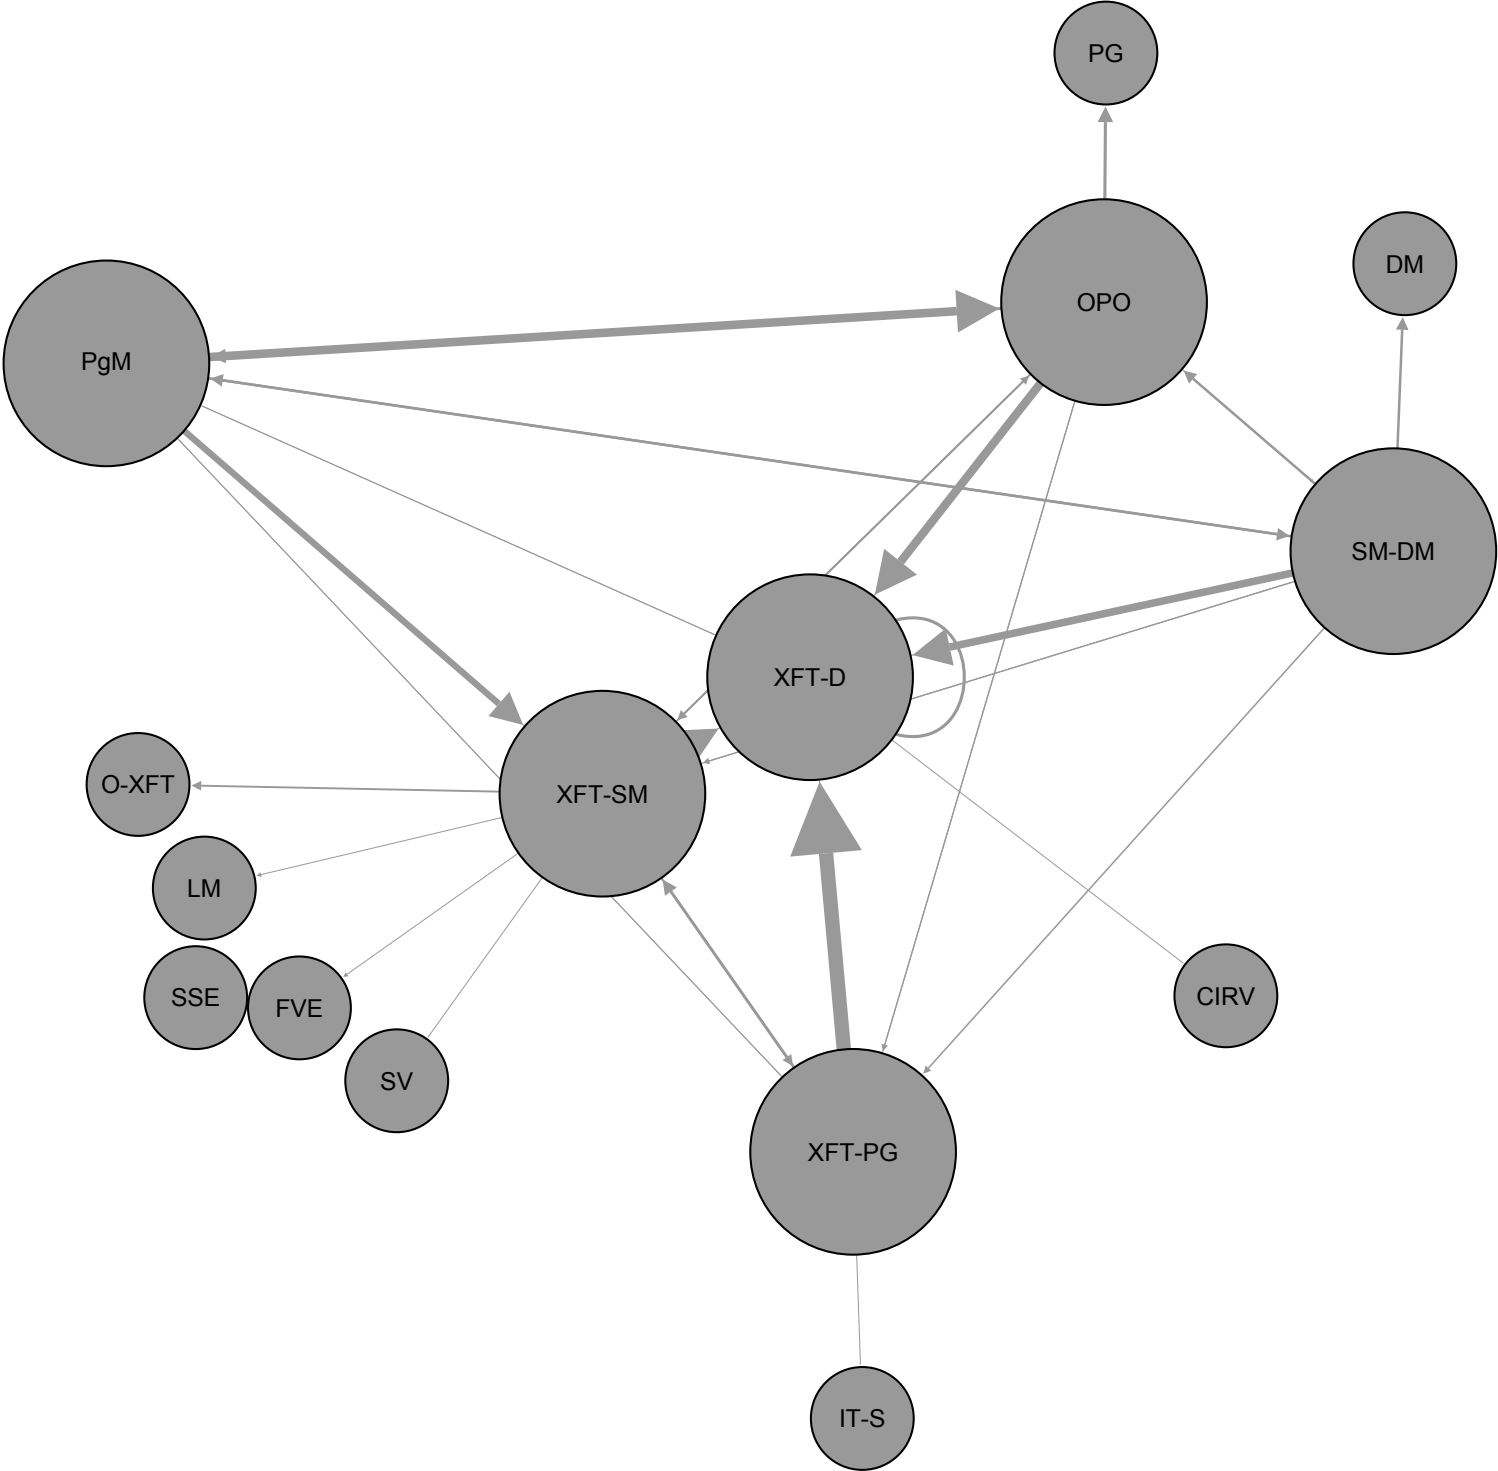 PG
DM
OPO
PgM
SM-DM
XFT-D
O-XFT
XFT-SM
LM
SSE
FVE
CIRV
SV
XFT-PG
IT-S